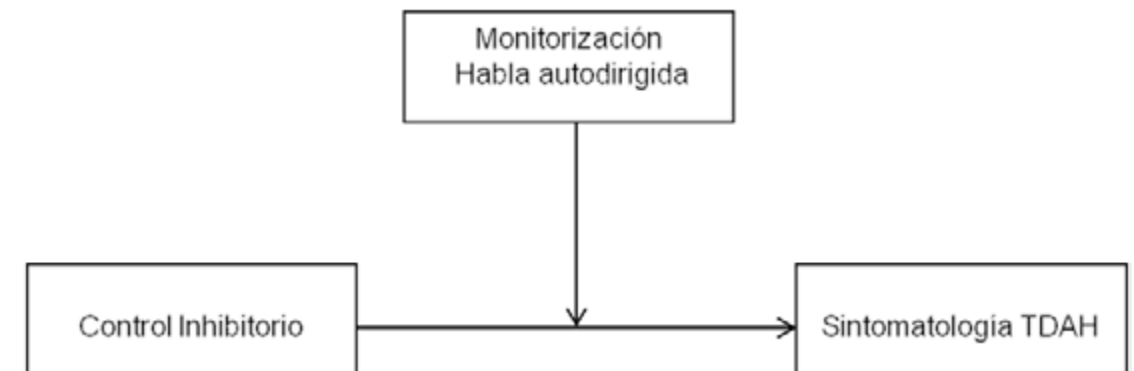 Monitorización
Habla autodirigida
Control Inhibitorio
Sintomatología TDAH